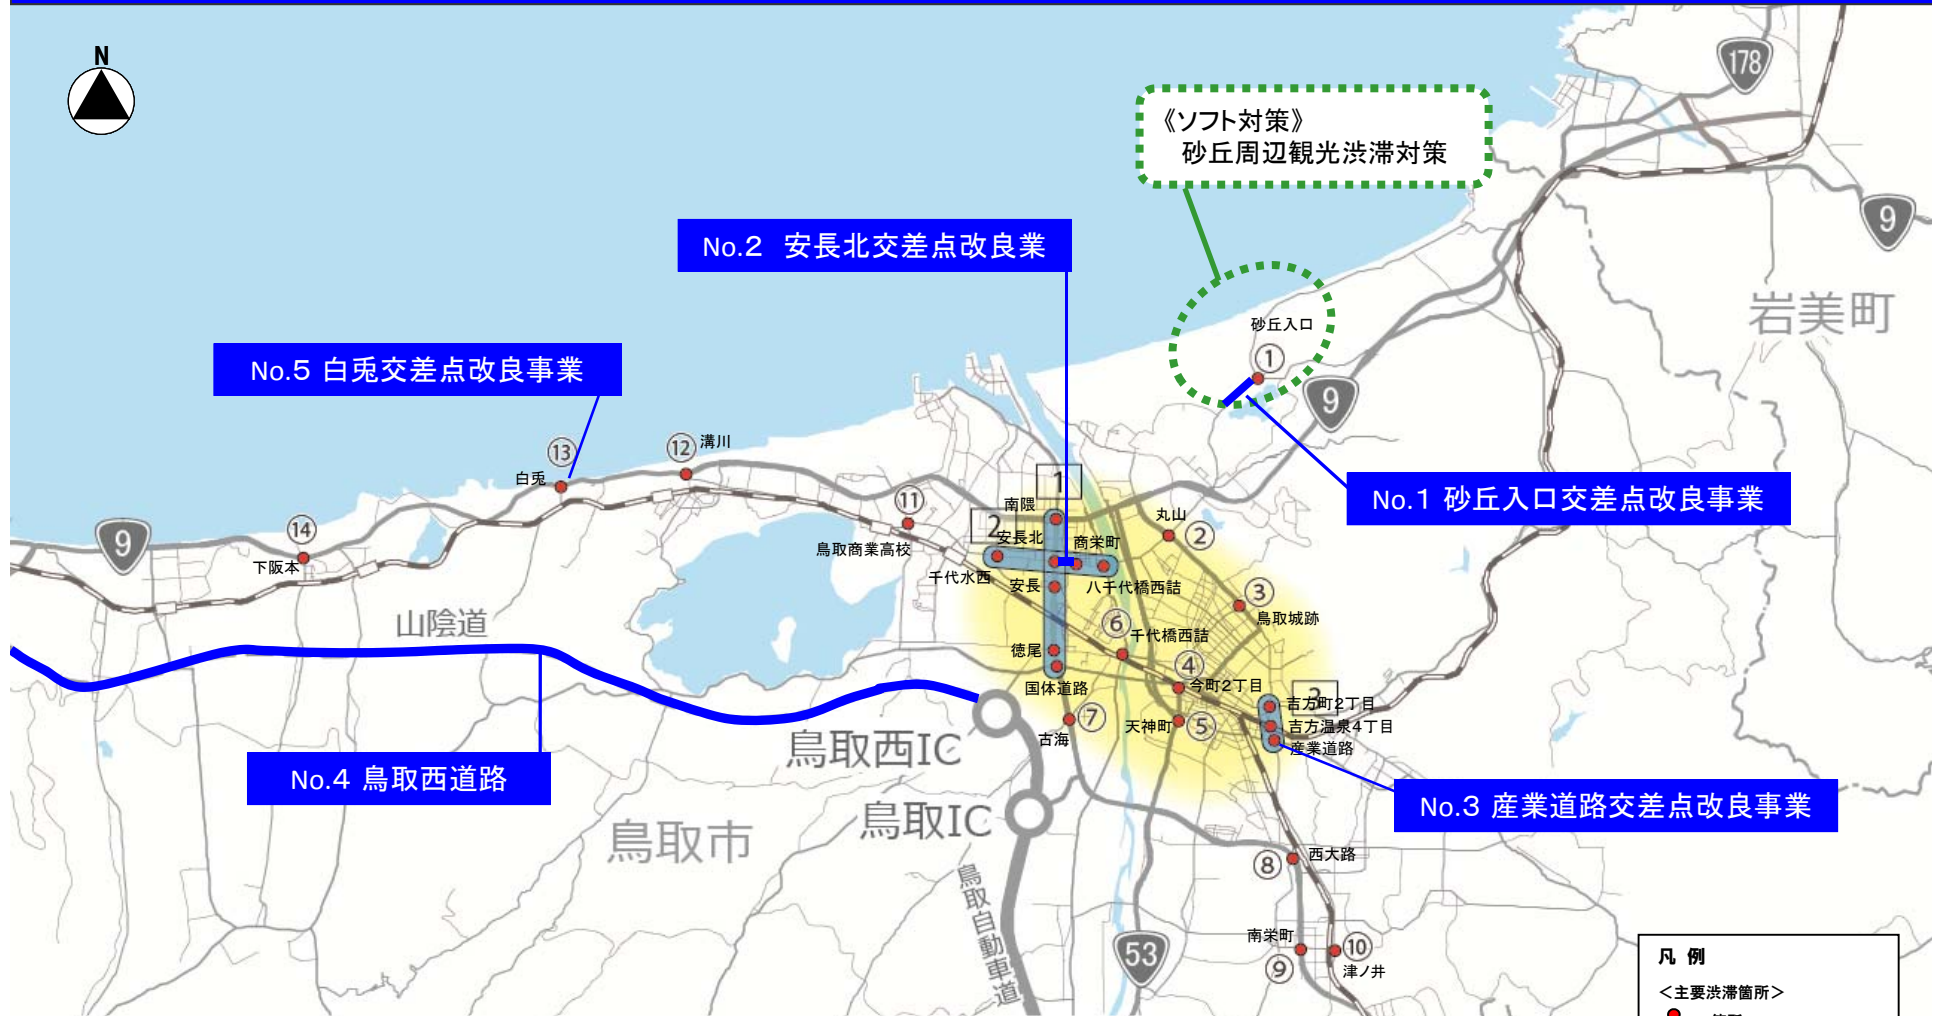 N
178
《ソフト対策》
砂丘周辺観光渋滞対策
9
No.2 安長北交差点改良業
岩美町
砂丘入口
①
No.5 白兎交差点改良事業
9
⑬
⑫
溝川
白兎
1
No.1 砂丘入口交差点改良事業
⑪
南隈
丸山
②
⑭
9
2
安長北
商栄町
鳥取商業高校
下阪本
千代水西
安長
八千代橋西詰
③
鳥取城跡
山陰道
⑥
千代橋西詰
徳尾
④
国体道路
今町2丁目
3
吉方町2丁目
⑦
天神町
⑤
吉方温泉4丁目
古海
産業道路
鳥取西IC
No.4 鳥取西道路
No.3 産業道路交差点改良事業
鳥取IC
鳥取市
西大路
⑧
鳥取自動車道
南栄町
⑩
53
⑨
津ノ井
凡 例
＜主要渋滞箇所＞